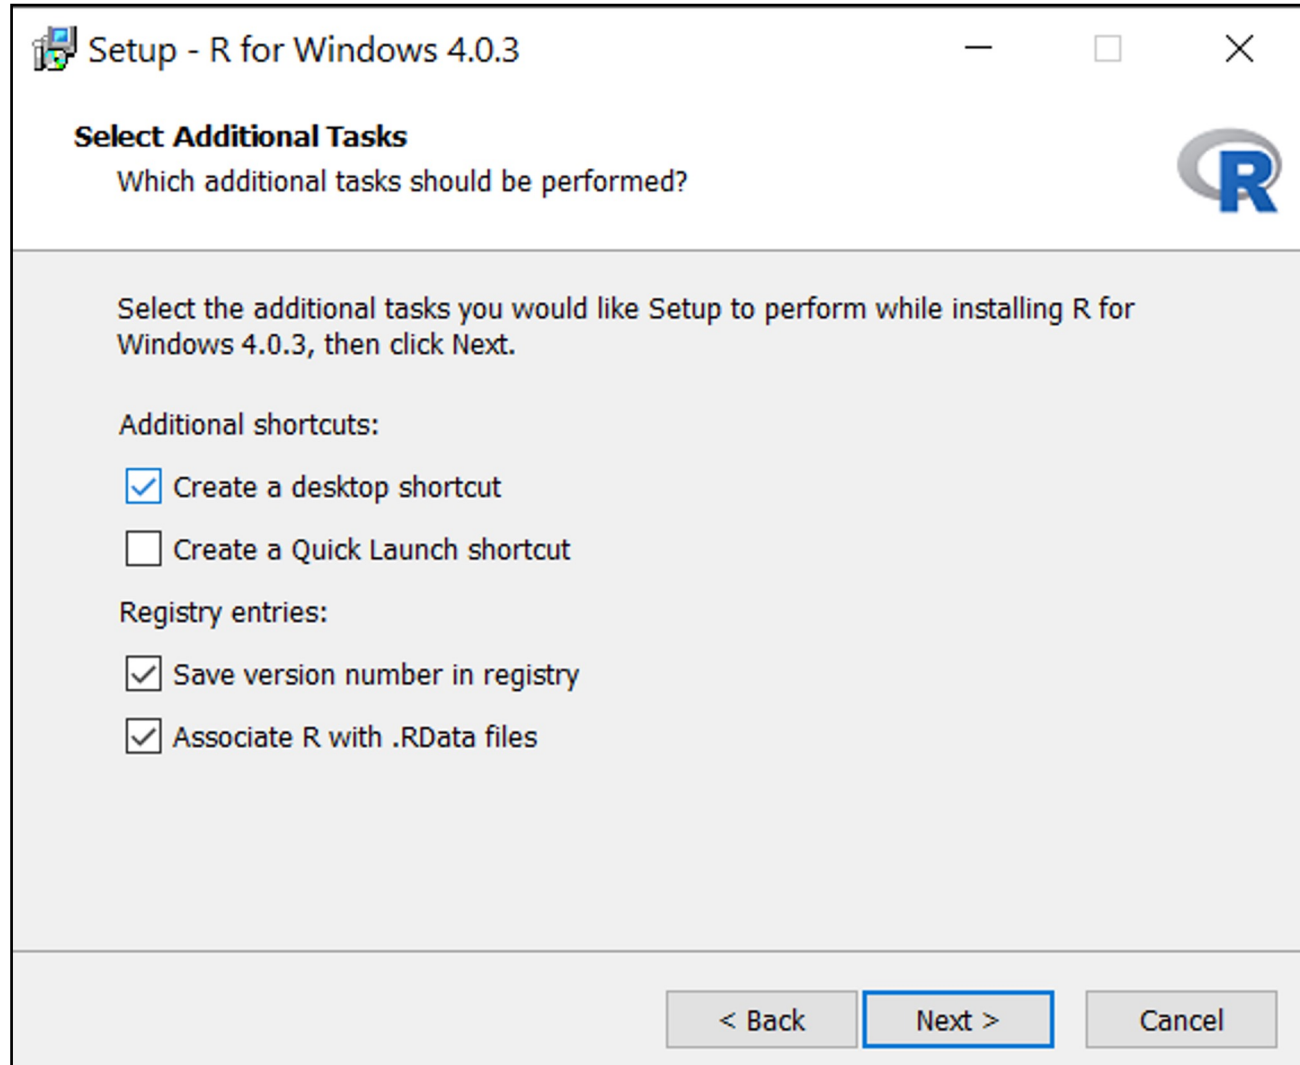 Setup - R for Windows 4.0.3
Select Additional Tasks
Which additional tasks should be performed?
R
Select the additional tasks you would like Setup to perform while installing R for
Windows 4.0.3, then click Next.
Additional shortcuts:
Create a desktop shortcut
Create a Quick Launch shortcut
Registry entries:
Save version number in registry
Associate R with .RData files
< Back
Next >
Cancel